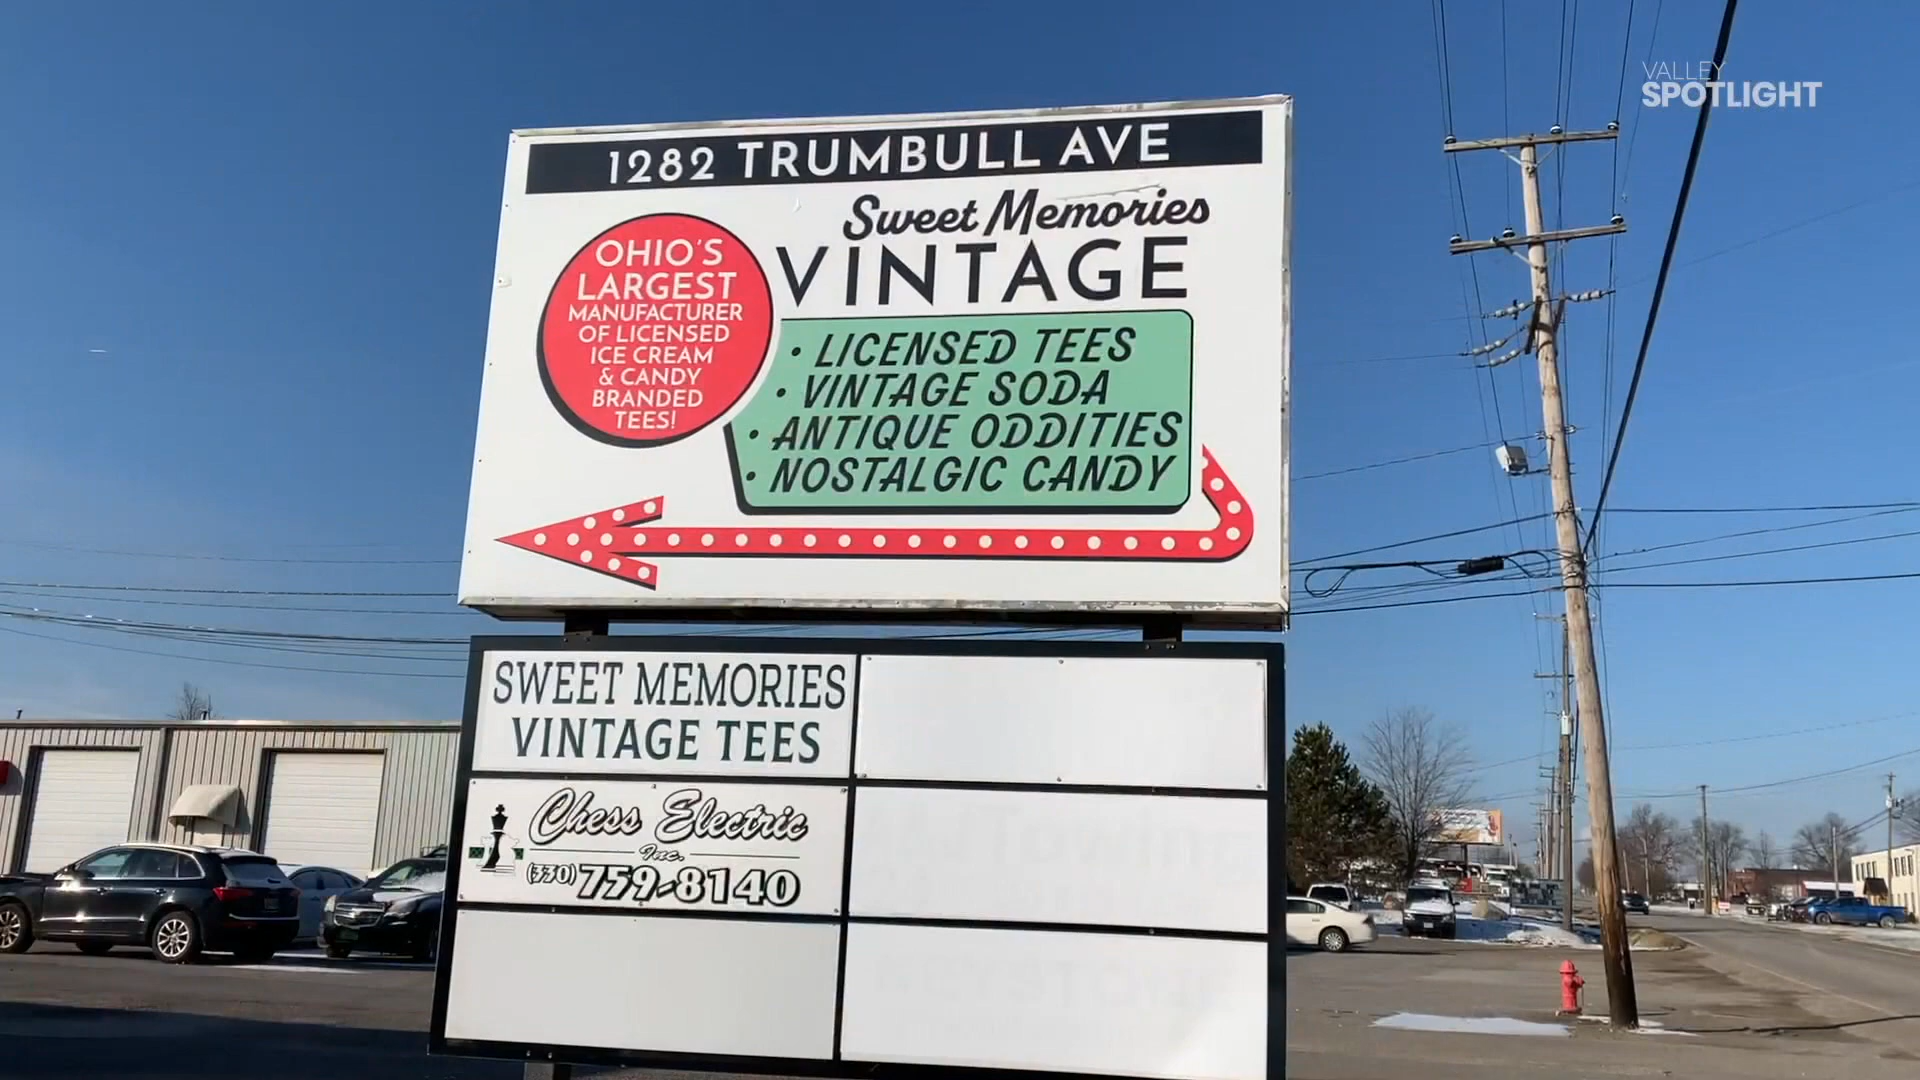 VALLEY
SPOTLIGHT
1282 TRUMBULL AVE
Sweet Memories
VINTAGE
OHIO'S
LARGEST
MANUFACTURER
OF LICENSED
ICE CREAM
& CANDY
BRANDED
TEES!
• LICENSED TEES
• VINTAGE SODA
• ANTIQUE ODDITIES
• NOSTALGIC CANDY
SWEET MEMORIES
VINTAGE TEES
Chess Electric
Inc.
(330) 759-8140